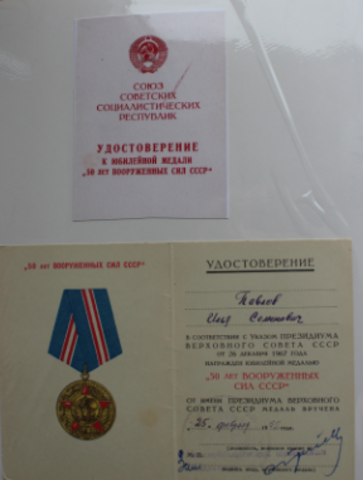 СОЮЗ
СОВЕТСКИХ
СОЦИАЛИСТИЧЕСКИХ
РЕСПУБЛИК
УДОСТОВЕРЕНИЕ
К ЮБИЛЕЙНОЙ МЕДАЛИ
„50 ЛЕТ ВООРУЖЕННЫХ СИЛ СССР“
„50 ЛЕТ ВООРУЖЕННЫХ СИЛ СССР“
УДОСТОВЕРЕНИЕ
Семенович
В СООТВЕТСТВИИ С УКАЗОМ ПРЕЗИДИУМА
ВЕРХОВНОГО СОВЕТА СССР
ОТ 26 ДЕКАБРЯ 1967 ГОДА
НАГРАЖДЕН ЮБИЛЕЙНОЙ МЕДАЛЬЮ
„50 ЛЕТ ВООРУЖЕННЫХ
СИЛ СССР“
ОТ ИМЕНИ ПРЕЗИДИУМА ВЕРХОВНОГО
СОВЕТА СССР МЕДАЛЬ ВРУЧЕНА
„25“